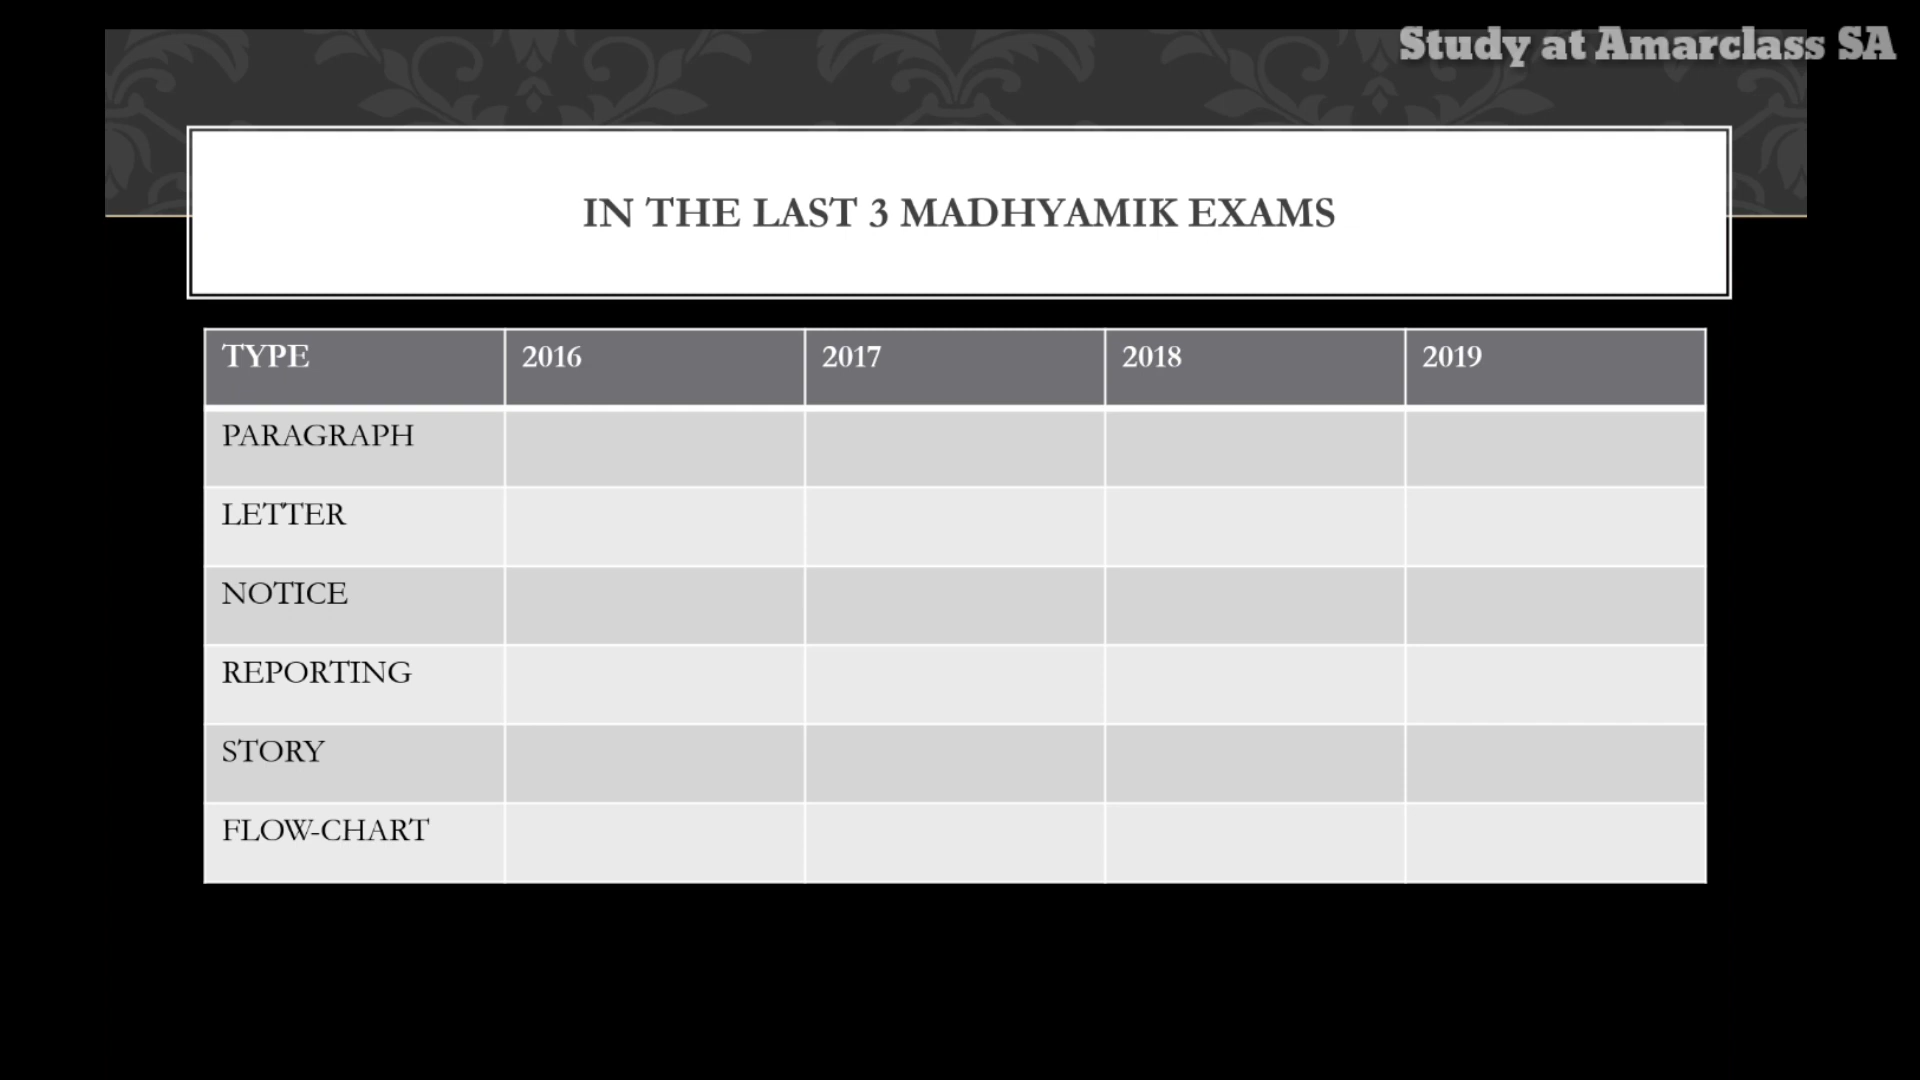 Study at Amarclass SA
IN THE LAST 3 MADHYAMIK EXAMS
TYPE 2016 2017 2018 2019
PARAGRAPH
LETTER
NOTICE
REPORTING
STORY
FLOW-CHART